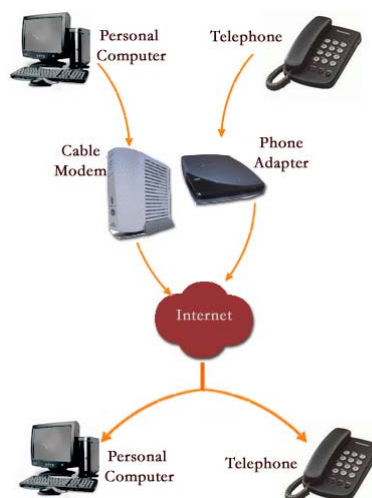 Personal
Computer
Telephone
Cable
Modem
Phone
Adapter
Internet
Personal
Computer
Telephone